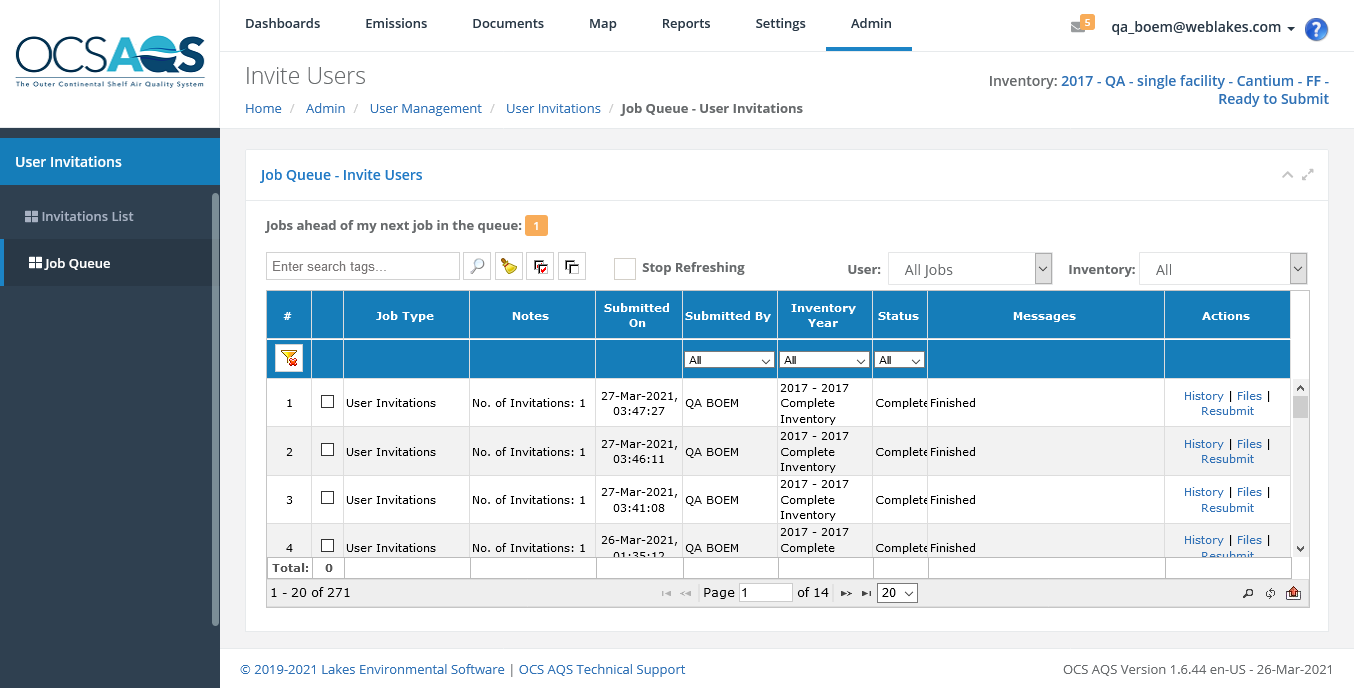 OCSAQS
The Outer Continental Shelf Air Quality System
Dashboards Emissions Documents Map Reports Settings Admin
5
qa_boem@weblakes.com
?
Invite Users
Inventory: 2017 - QA - single facility - Cantium - FF -
Ready to Submit
Home / Admin / User Management / User Invitations / Job Queue - User Invitations
User Invitations
Invitations List
Job Queue
Job Queue - Invite Users
Jobs ahead of my next job in the queue: 1
Enter search tags...
Stop Refreshing
User: All Jobs
Inventory: All
# Job Type Notes Submitted On Submitted By Inventory Year Status Messages Actions
All All All
1 User Invitations No. of Invitations: 1 27-Mar-2021, 03:47:27 QA BOEM 2017 - 2017 Complete Inventory Complete Finished History | Files | Resubmit
2 User Invitations No. of Invitations: 1 27-Mar-2021, 03:46:11 QA BOEM 2017 - 2017 Complete Inventory Complete Finished History | Files | Resubmit
3 User Invitations No. of Invitations: 1 27-Mar-2021, 03:41:08 QA BOEM 2017 - 2017 Complete Inventory Complete Finished History | Files | Resubmit
4 User Invitations No. of Invitations: 1 26-Mar-2021, 01:35:12 QA BOEM 2017 - 2017 Complete Complete Finished History | Files | Resubmit
Total: 0
1 - 20 of 271
Page 1 of 14
20
© 2019-2021 Lakes Environmental Software | OCS AQS Technical Support
OCS AQS Version 1.6.44 en-US - 26-Mar-2021